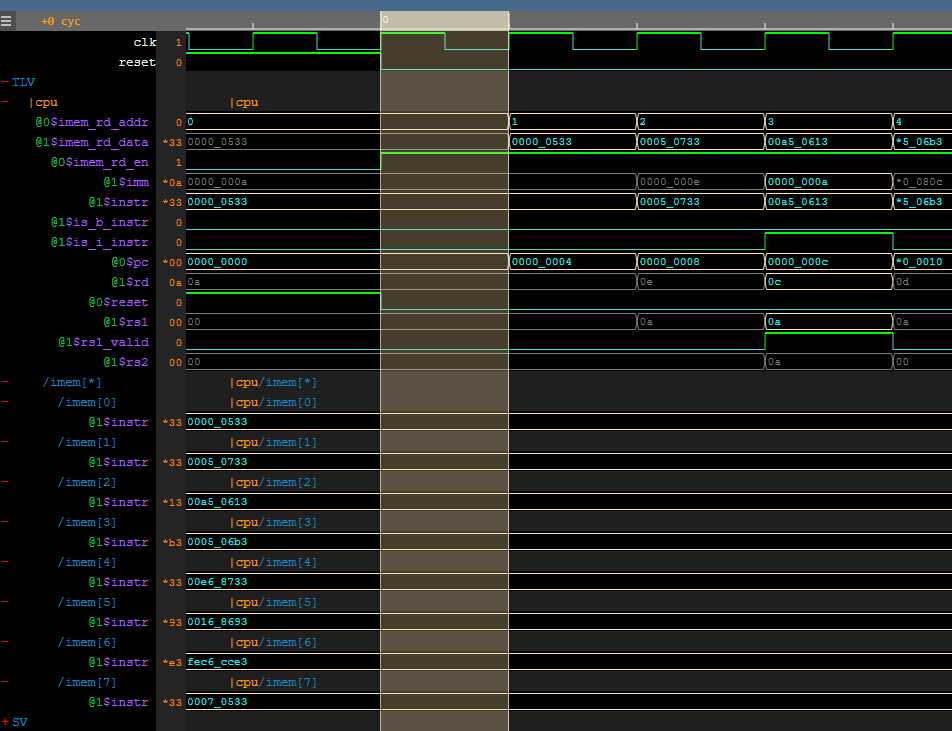 +0 cyc 0
clk 1
reset 0
-TLV
- |cpu |cpu
@0$imem_rd_addr 0 0 1 2 3 4
@1$imem_rd_data *33 0000_0533 0000_0533 0005_0733 00a5_0613 *5_06b3
@0$imem_rd_en 1
@1$imm *0a 0000_000a 0000_000e 0000_000a *0_080c
@1$instr *33 0000_0533 0005_0733 00a5_0613 *5_06b3
@1$is_b_instr 0
@1$is_i_instr 0
@0$pc *00 0000_0000 0000_0004 0000_0008 0000_000c *0_0010
@1$rd 0a 0a 0e 0c 0d
@0$reset 0
@1$rs1 00 00 0a 0a 0a
@1$rs1_valid 0
@1$rs2 00 00 0a 00
- /imem[*] |cpu/imem[*]
- /imem[0] |cpu/imem[0]
@1$instr *33 0000_0533
- /imem[1] |cpu/imem[1]
@1$instr *33 0005_0733
- /imem[2] |cpu/imem[2]
@1$instr *13 00a5_0613
- /imem[3] |cpu/imem[3]
@1$instr *b3 0005_06b3
- /imem[4] |cpu/imem[4]
@1$instr *33 00e6_8733
- /imem[5] |cpu/imem[5]
@1$instr *93 0016_8693
- /imem[6] |cpu/imem[6]
@1$instr *e3 fec6_cce3
- /imem[7] |cpu/imem[7]
@1$instr *33 0007_0533
+SV